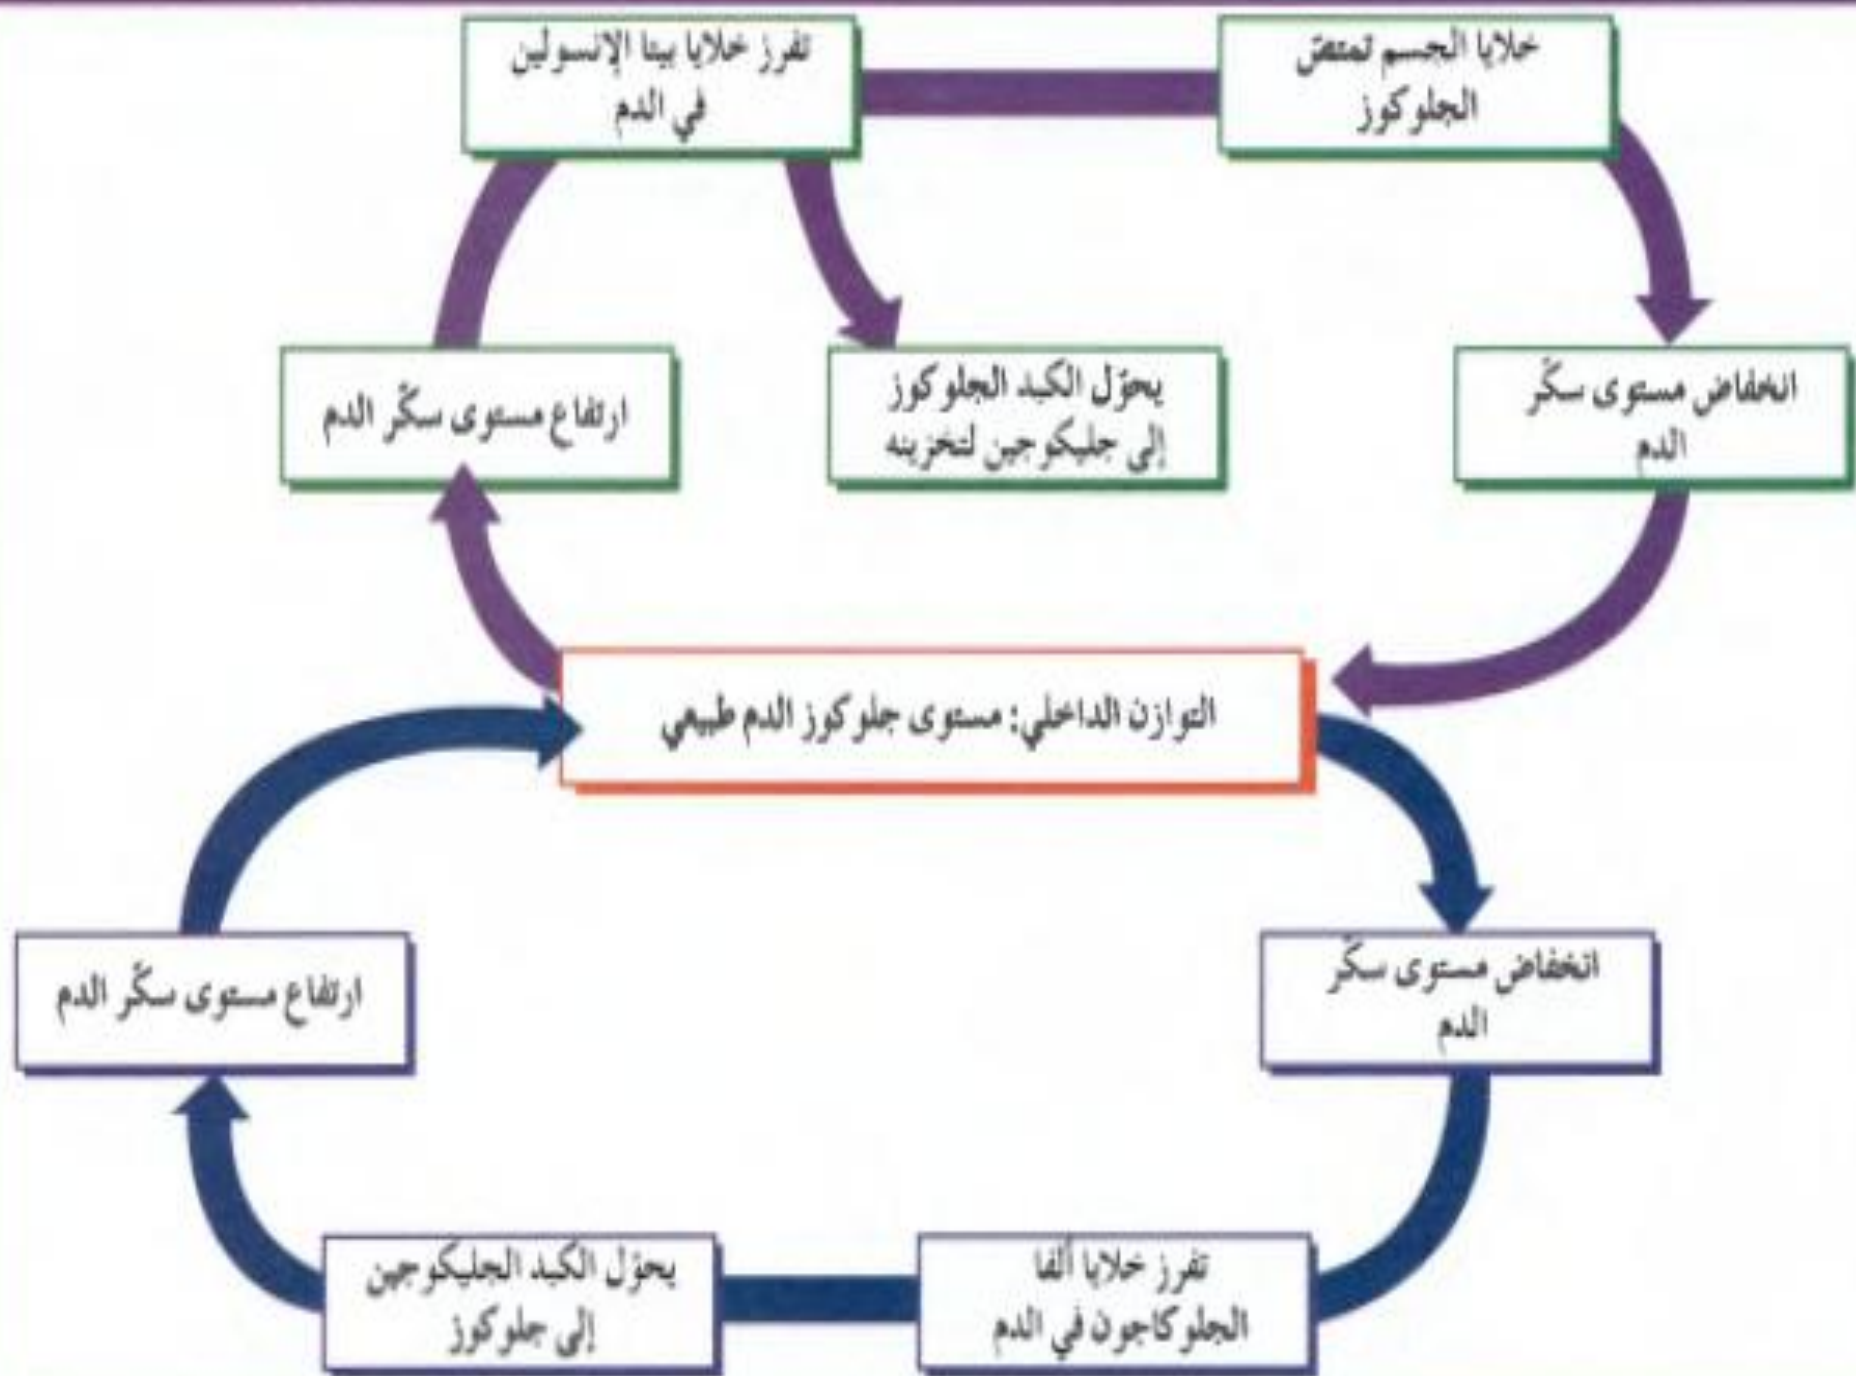 خلايا الجسم تمتصّ
الجلوكوز
تفرز خلايا بيتا الإنسولين
في الدم
انخفاض مستوى سكّر
الدم
يحوّل الكبد الجلوكوز
إلى جليكوجين لتخزينه
ارتفاع مستوى سكّر الدم
التوازن الداخلي: مستوى جلوكوز الدم طبيعي
انخفاض مستوى سكّر
الدم
ارتفاع مستوى سكّر الدم
تفرز خلايا ألفا
الجلوكاجون في الدم
يحوّل الكبد الجليكوجين
إلى جلوكوز